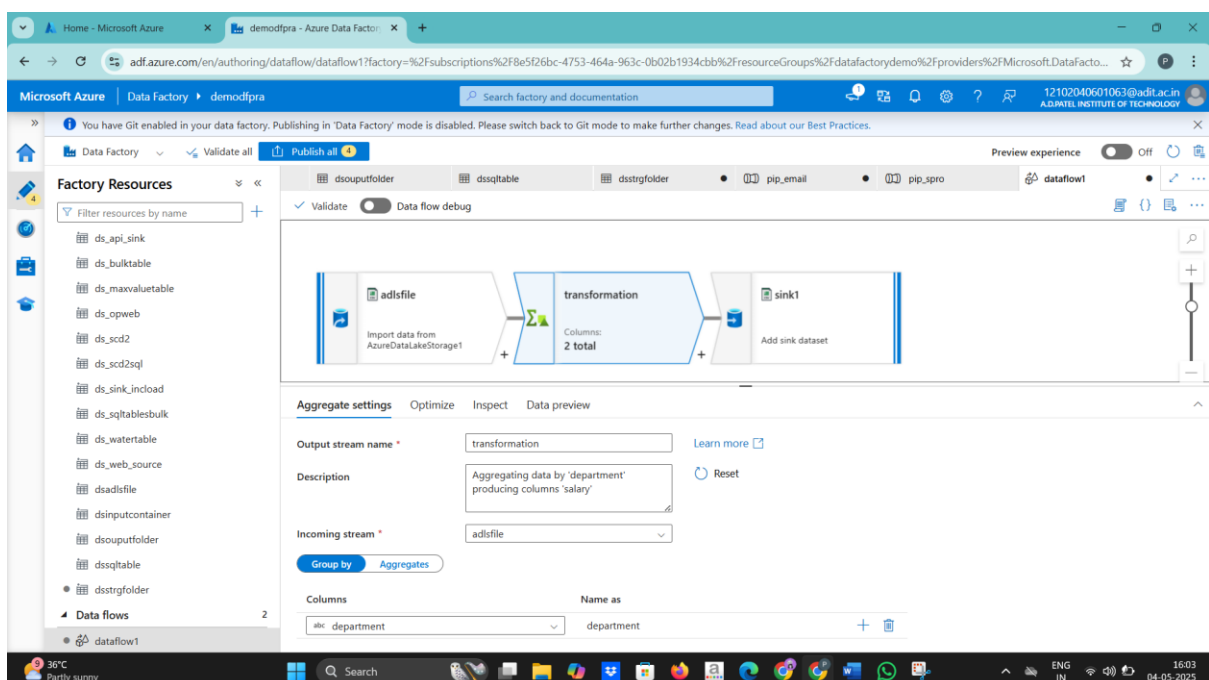 Home - Microsoft Azure
demodfpra - Azure Data Factor
adf.azure.com/en/authoring/dataflow/dataflow1?factory=%2Fsubscriptions%2F8e5f26bc-4753-464a-963c-0b02b1934cbb%2FresourceGroups%2Fdatafactorydemo%2Fproviders%2FMicrosoft.DataFacto...
P
Microsoft Azure
Data Factory
demodfpra
Search factory and documentation
1
12102040601063@adit.ac.in
A.D.PATEL INSTITUTE OF TECHNOLOGY
You have Git enabled in your data factory. Publishing in 'Data Factory' mode is disabled. Please switch back to Git mode to make further changes. Read about our Best Practices.
Data Factory
Validate all
Publish all 4
Preview experience
Off
4
Factory Resources
Filter resources by name
ds_api_sink
ds_bulktable
ds_maxvaluetable
ds_opweb
ds_scd2
ds_scd2sql
ds_sink_incload
ds_sqltablesbulk
ds_watertable
ds_web_source
dsadlsfile
dsinputcontainer
dsouputfolder
dssqltable
dsstrgfolder
Data flows 2
dataflow1
dsouputfolder
dssqltable
dsstrgfolder
pip_email
pip_spro
dataflow1
Validate
Data flow debug
adlsfile
Import data from
AzureDataLakeStorage1
+
transformation
Columns:
2 total
+
sink1
Add sink dataset
Aggregate settings
Optimize
Inspect
Data preview
Output stream name *
transformation
Learn more
Description
Aggregating data by 'department'
producing columns 'salary'
Reset
Incoming stream *
adlsfile
Group by
Aggregates
Columns
Name as
abc department
department
9
36°C
Partly sunny
Search
ENG
IN
16:03
04-05-2025